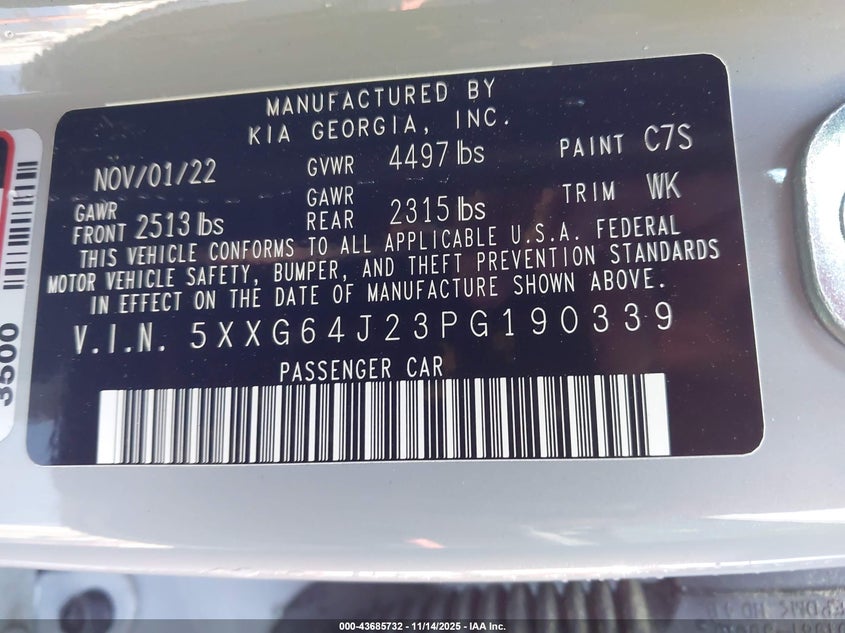 MANUFACTURED BY
KIA GEORGIA, INC.
NOV/01/22 GVWR 4497 lbs PAINT C7S
GAWR FRONT 2513 lbs GAWR REAR 2315 lbs TRIM WK
THIS VEHICLE CONFORMS TO ALL APPLICABLE U.S.A. FEDERAL
MOTOR VEHICLE SAFETY, BUMPER, AND THEFT PREVENTION STANDARDS
IN EFFECT ON THE DATE OF MANUFACTURE SHOWN ABOVE.
V.I.N. 5XXG64J23PG190339
PASSENGER CAR
3500
000-43685732 - 11/14/2025 - IAA Inc.